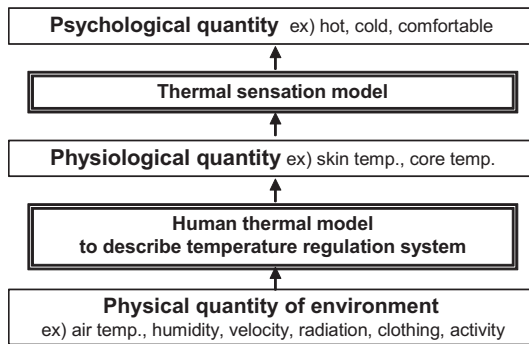 Psychological quantity ex) hot, cold, comfortable
Thermal sensation model
Physiological quantity ex) skin temp., core temp.
Human thermal model
to describe temperature regulation system
Physical quantity of environment
ex) air temp., humidity, velocity, radiation, clothing, activity